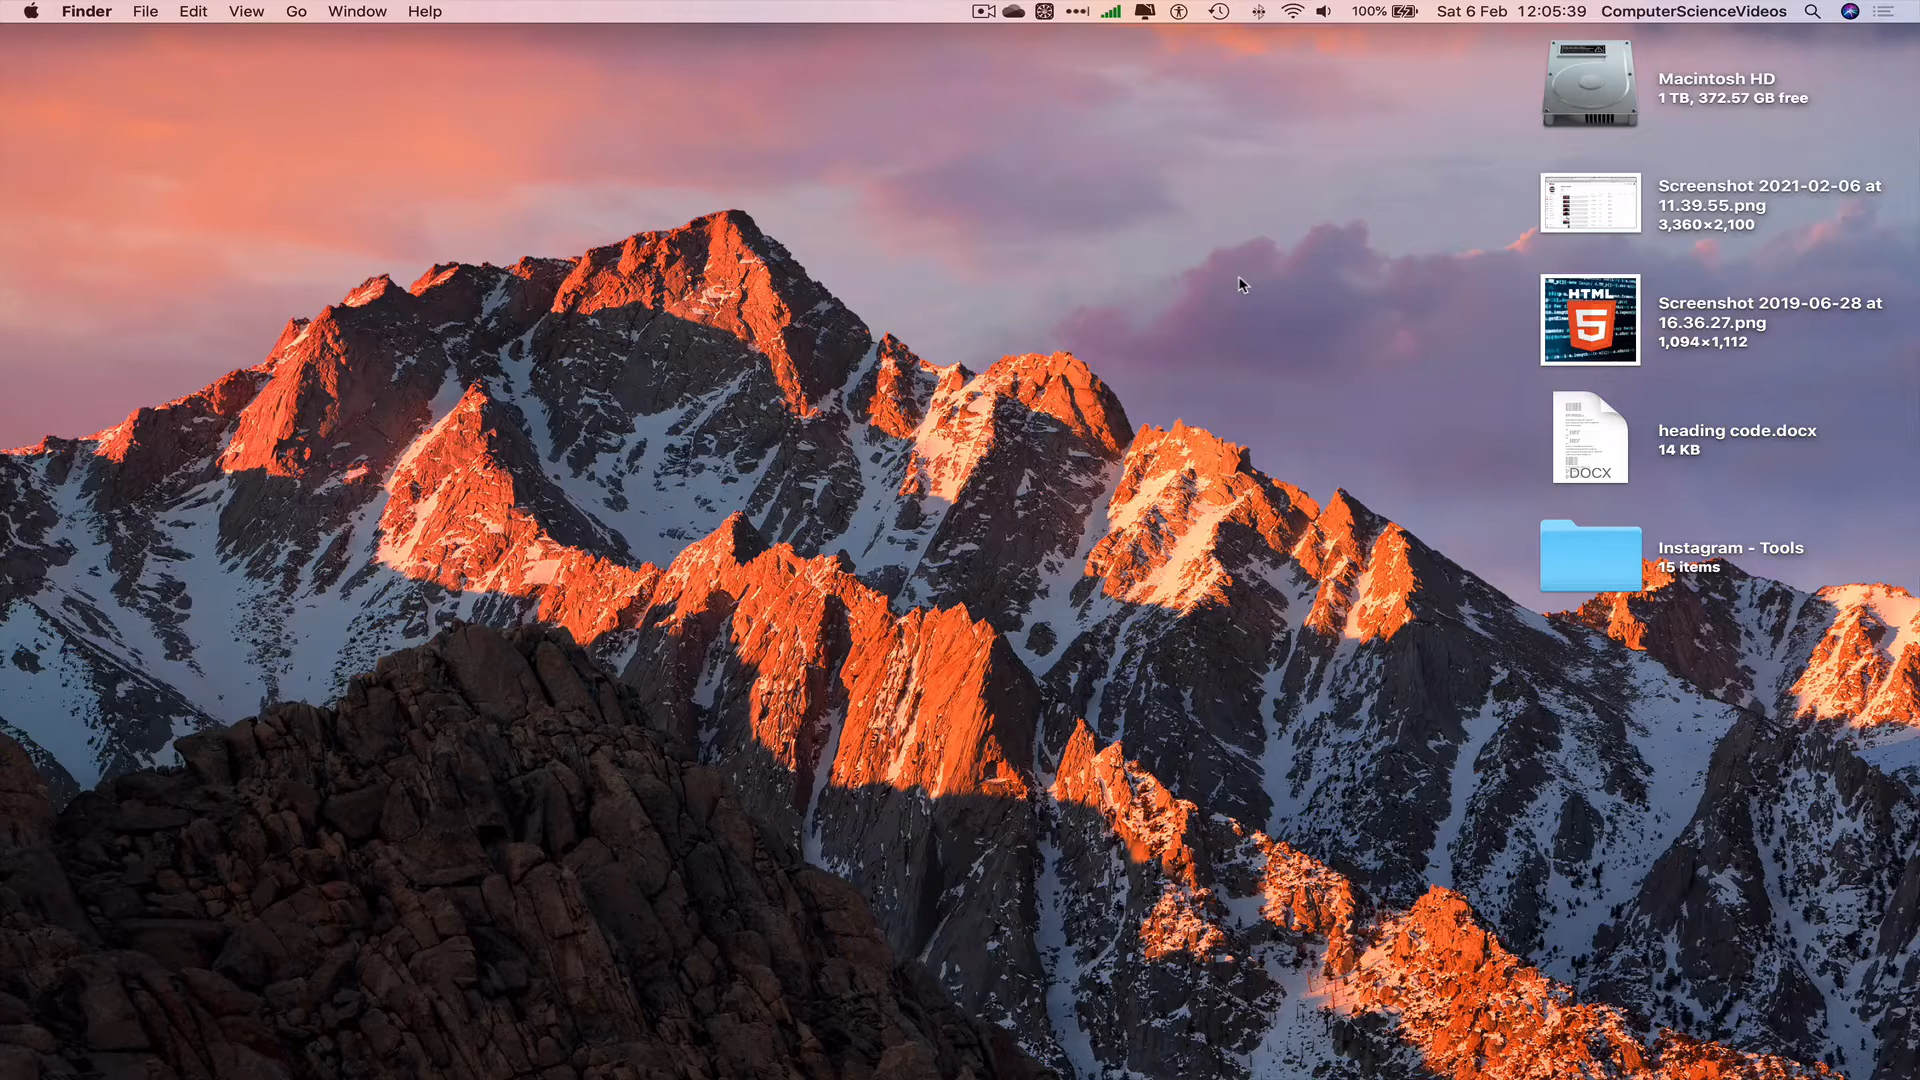 Finder File Edit View Go Window Help 100% Sat 6 Feb 12:05:39 ComputerScienceVideos
Macintosh HD
1 TB, 372.57 GB free
Screenshot 2021-02-06 at
11.39.55.png
3,360×2,100
HTML
5
Screenshot 2019-06-28 at
16.36.27.png
1,094×1,112
DOCX
heading code.docx
14 KB
Instagram - Tools
15 items